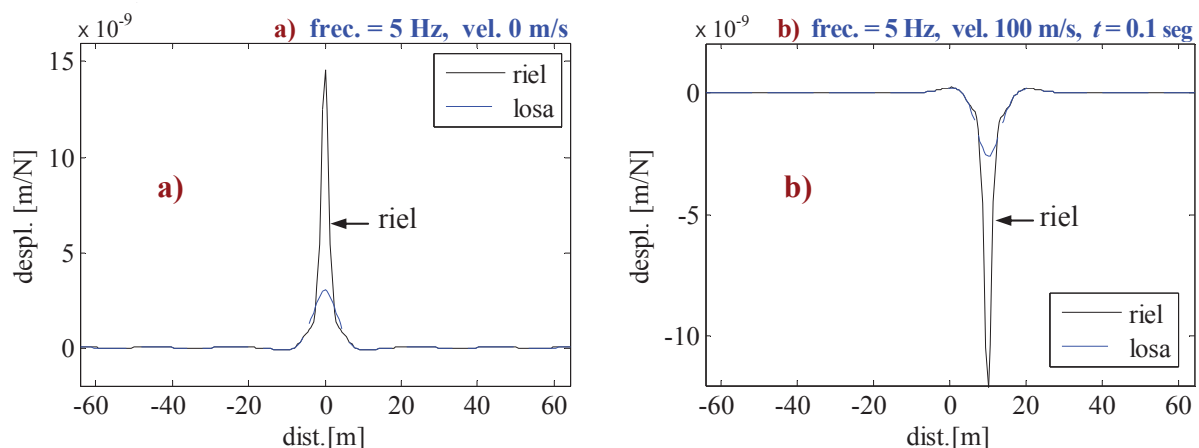 a) frec. = 5 Hz, vel. 0 m/s
x 10⁻⁹
15
10
5
0
despl. [m/N]
riel
losa
a)
riel
-60 -40 -20 0 20 40 60
dist.[m]
b) frec. = 5 Hz, vel. 100 m/s, t = 0.1 seg
x 10⁻⁹
0
-5
-10
despl. [m/N]
b)
riel
riel
losa
-60 -40 -20 0 20 40 60
dist.[m]